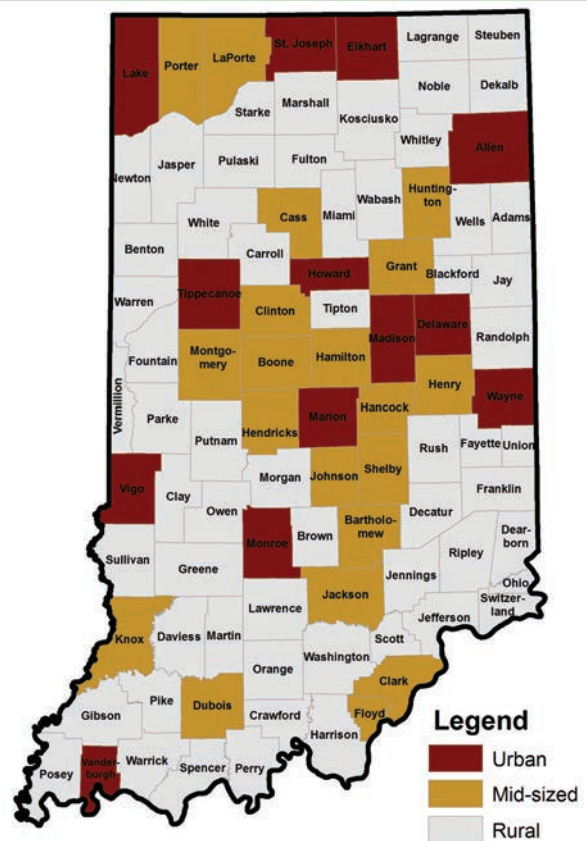 Lake
Porter
LaPorte
St. Joseph
Elkhart
Lagrange
Steuben
Noble
Dekalb
Starke
Marshall
Kosciusko
Whitley
Allen
Newton
Jasper
Pulaski
Fulton
Wabash
Hunting-
ton
Wells
Adams
White
Cass
Miami
Benton
Carroll
Howard
Grant
Blackford
Jay
Warren
Tippecanoe
Clinton
Tipton
Madison
Delaware
Randolph
Fountain
Montgo-
mery
Boone
Hamilton
Henry
Wayne
Vermillion
Parke
Putnam
Hendricks
Marion
Hancock
Rush
Fayette
Union
Vigo
Clay
Owen
Morgan
Johnson
Shelby
Franklin
Decatur
Sullivan
Greene
Monroe
Brown
Bartholo-
mew
Jennings
Ripley
Dear-
born
Ohio
Switzer-
land
Knox
Daviess
Martin
Lawrence
Jackson
Scott
Jefferson
Orange
Washington
Clark
Floyd
Gibson
Pike
Dubois
Crawford
Harrison
Posey
Vander-
burgh
Warrick
Spencer
Perry
Legend
Urban
Mid-sized
Rural